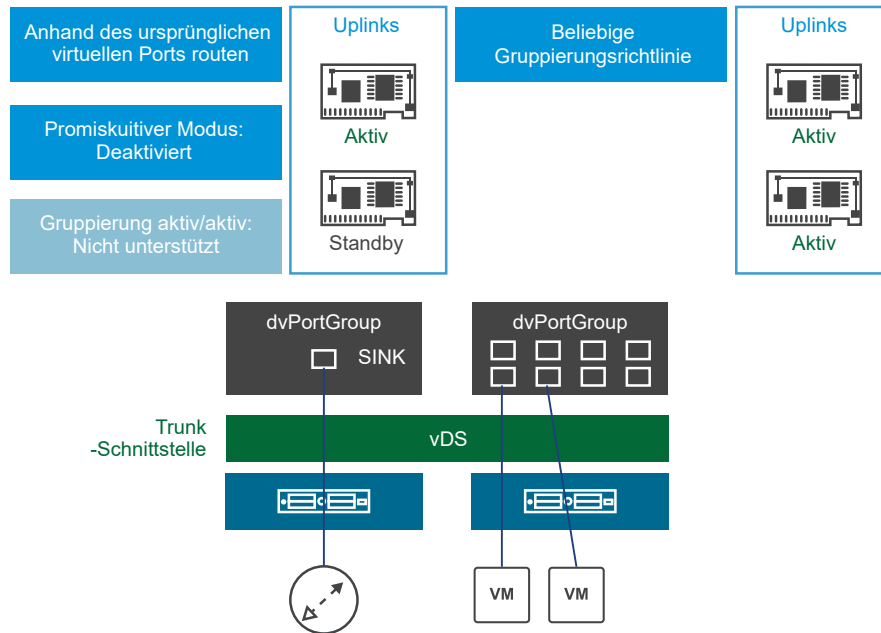 Anhand des ursprünglichen
virtuellen Ports routen
Promiskuitiver Modus:
Deaktiviert
Gruppierung aktiv/aktiv:
Nicht unterstützt
Uplinks
Aktiv
Standby
Beliebige
Gruppierungsrichtlinie
Uplinks
Aktiv
Aktiv
dvPortGroup
SINK
dvPortGroup
Trunk
-Schnittstelle
vDS
VM
VM